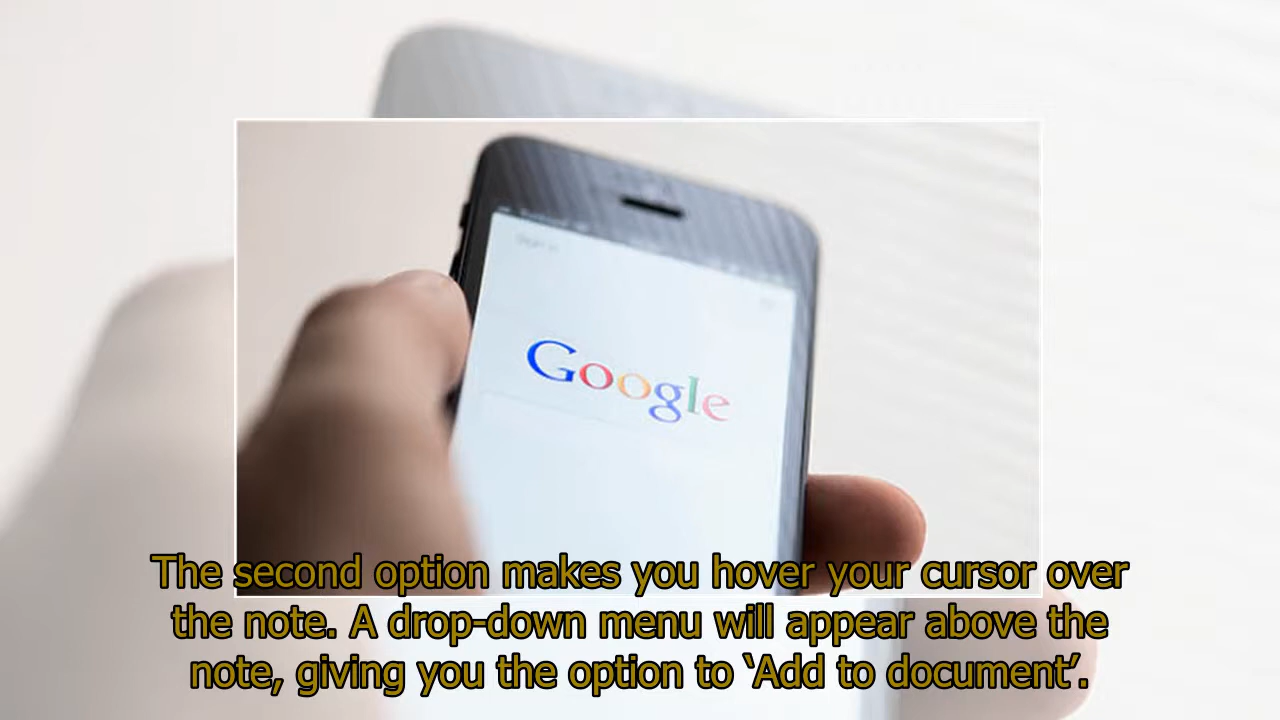 Google
The second option makes you hover your cursor over
the note. A drop-down menu will appear above the
note, giving you the option to ‘Add to document’.